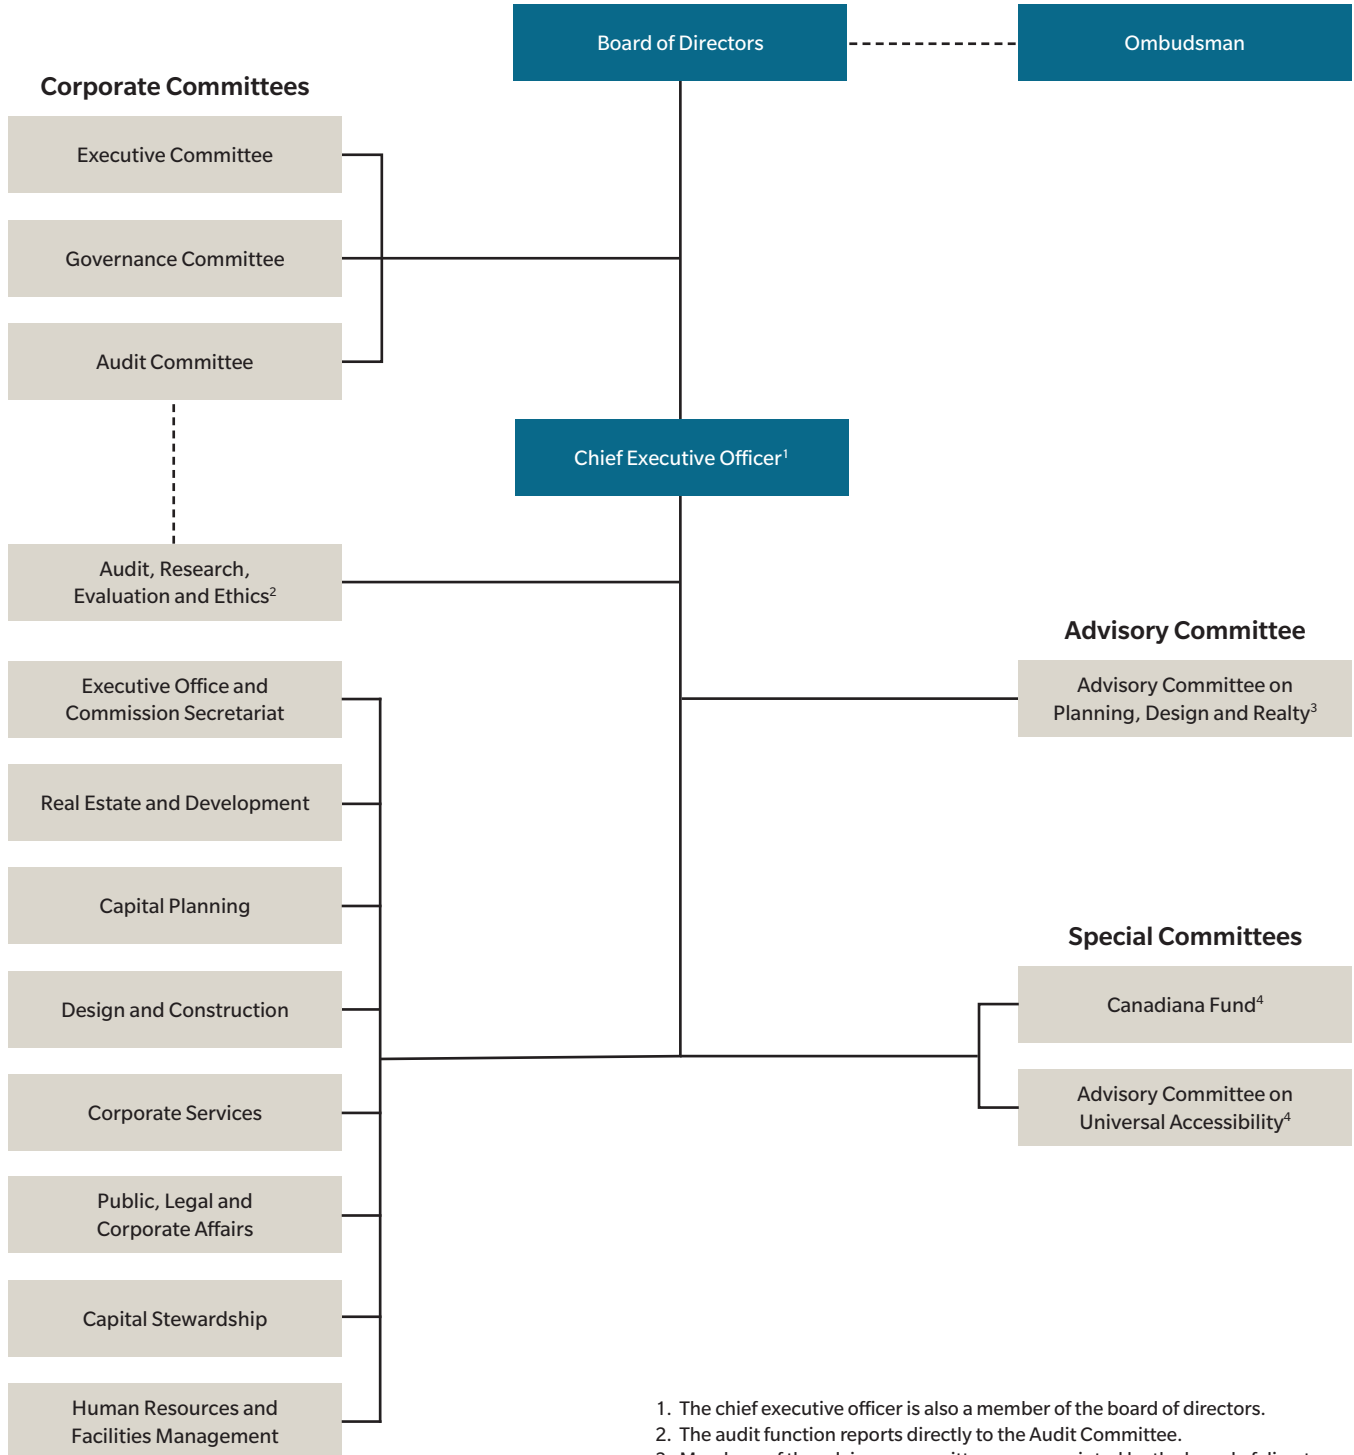 Board of Directors
Ombudsman
Corporate Committees
Executive Committee
Governance Committee
Audit Committee
Chief Executive Officer¹
Audit, Research,
Evaluation and Ethics²
Advisory Committee
Executive Office and
Commission Secretariat
Advisory Committee on
Planning, Design and Realty³
Real Estate and Development
Capital Planning
Special Committees
Design and Construction
Canadiana Fund⁴
Corporate Services
Advisory Committee on
Universal Accessibility⁴
Public, Legal and
Corporate Affairs
Capital Stewardship
Human Resources and
Facilities Management
1. The chief executive officer is also a member of the board of directors.
2. The audit function reports directly to the Audit Committee.